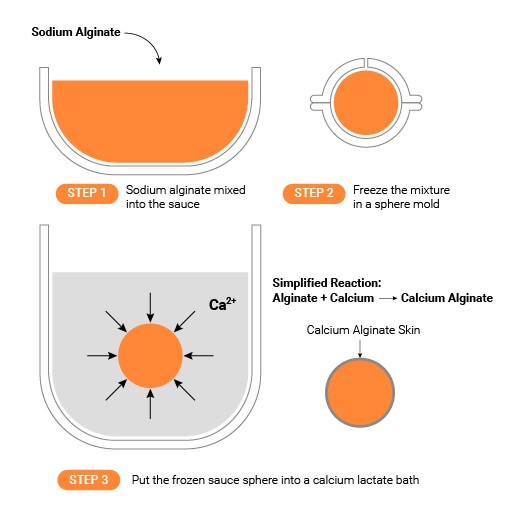 Sodium Alginate
STEP 1
Sodium alginate mixed
into the sauce
STEP 2
Freeze the mixture
in a sphere mold
Ca²⁺
Simplified Reaction:
Alginate + Calcium → Calcium Alginate
Calcium Alginate Skin
STEP 3
Put the frozen sauce sphere into a calcium lactate bath